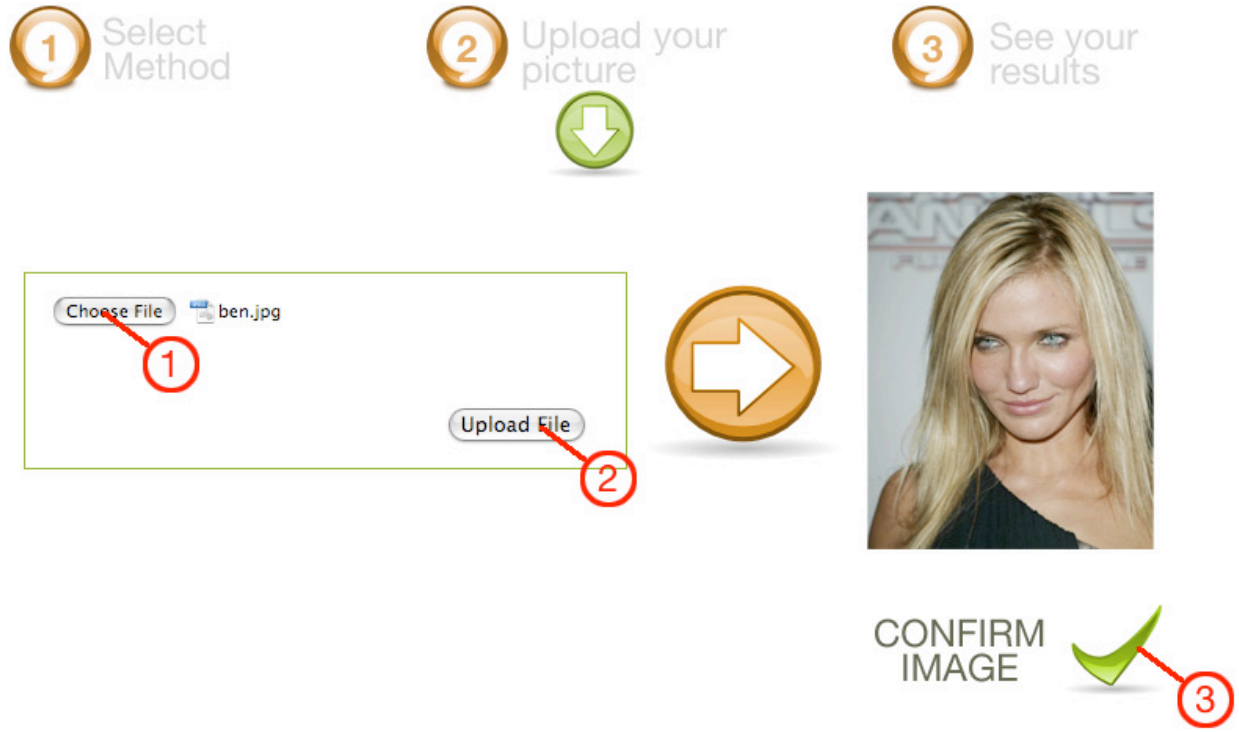 1
Select
Method
2
Upload your
picture
3
See your
results
Choose File
ben.jpg
1
Upload File
2
CONFIRM
IMAGE
3